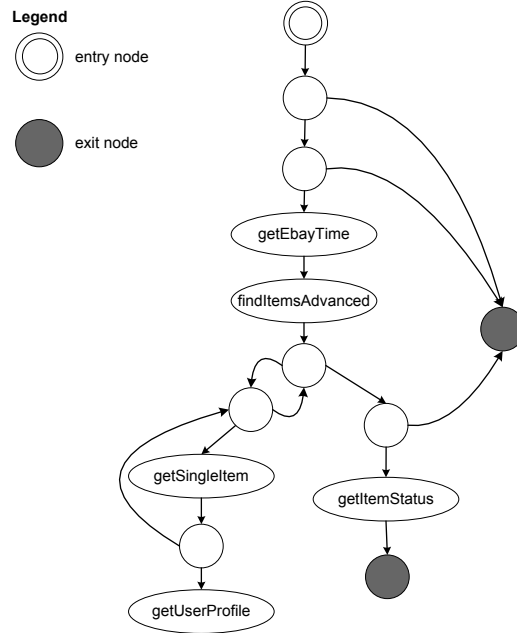 Legend
entry node
exit node
getEbayTime
findItemsAdvanced
getSingleItem
getItemStatus
getUserProfile